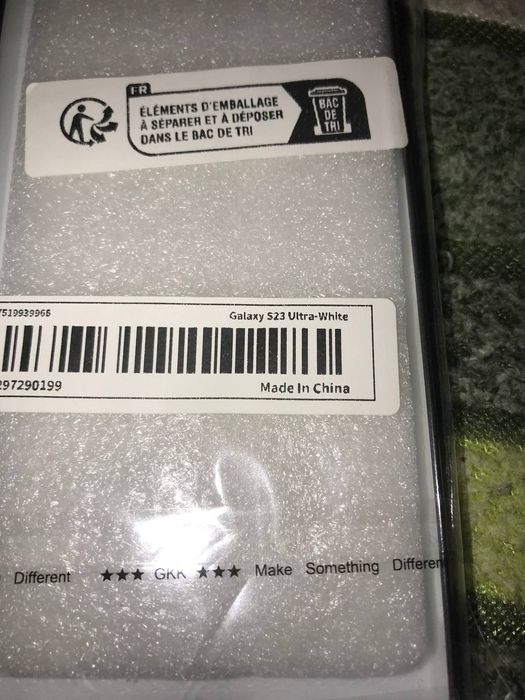 FR
ÉLÉMENTS D'EMBALLAGE
À SÉPARER ET À DÉPOSER
DANS LE BAC DE TRI
BAC
DE
TRI
7519939966
Galaxy S23 Ultra-White
297290199
Made In China
Different ★★★ GKK ★★★ Make Something Differen